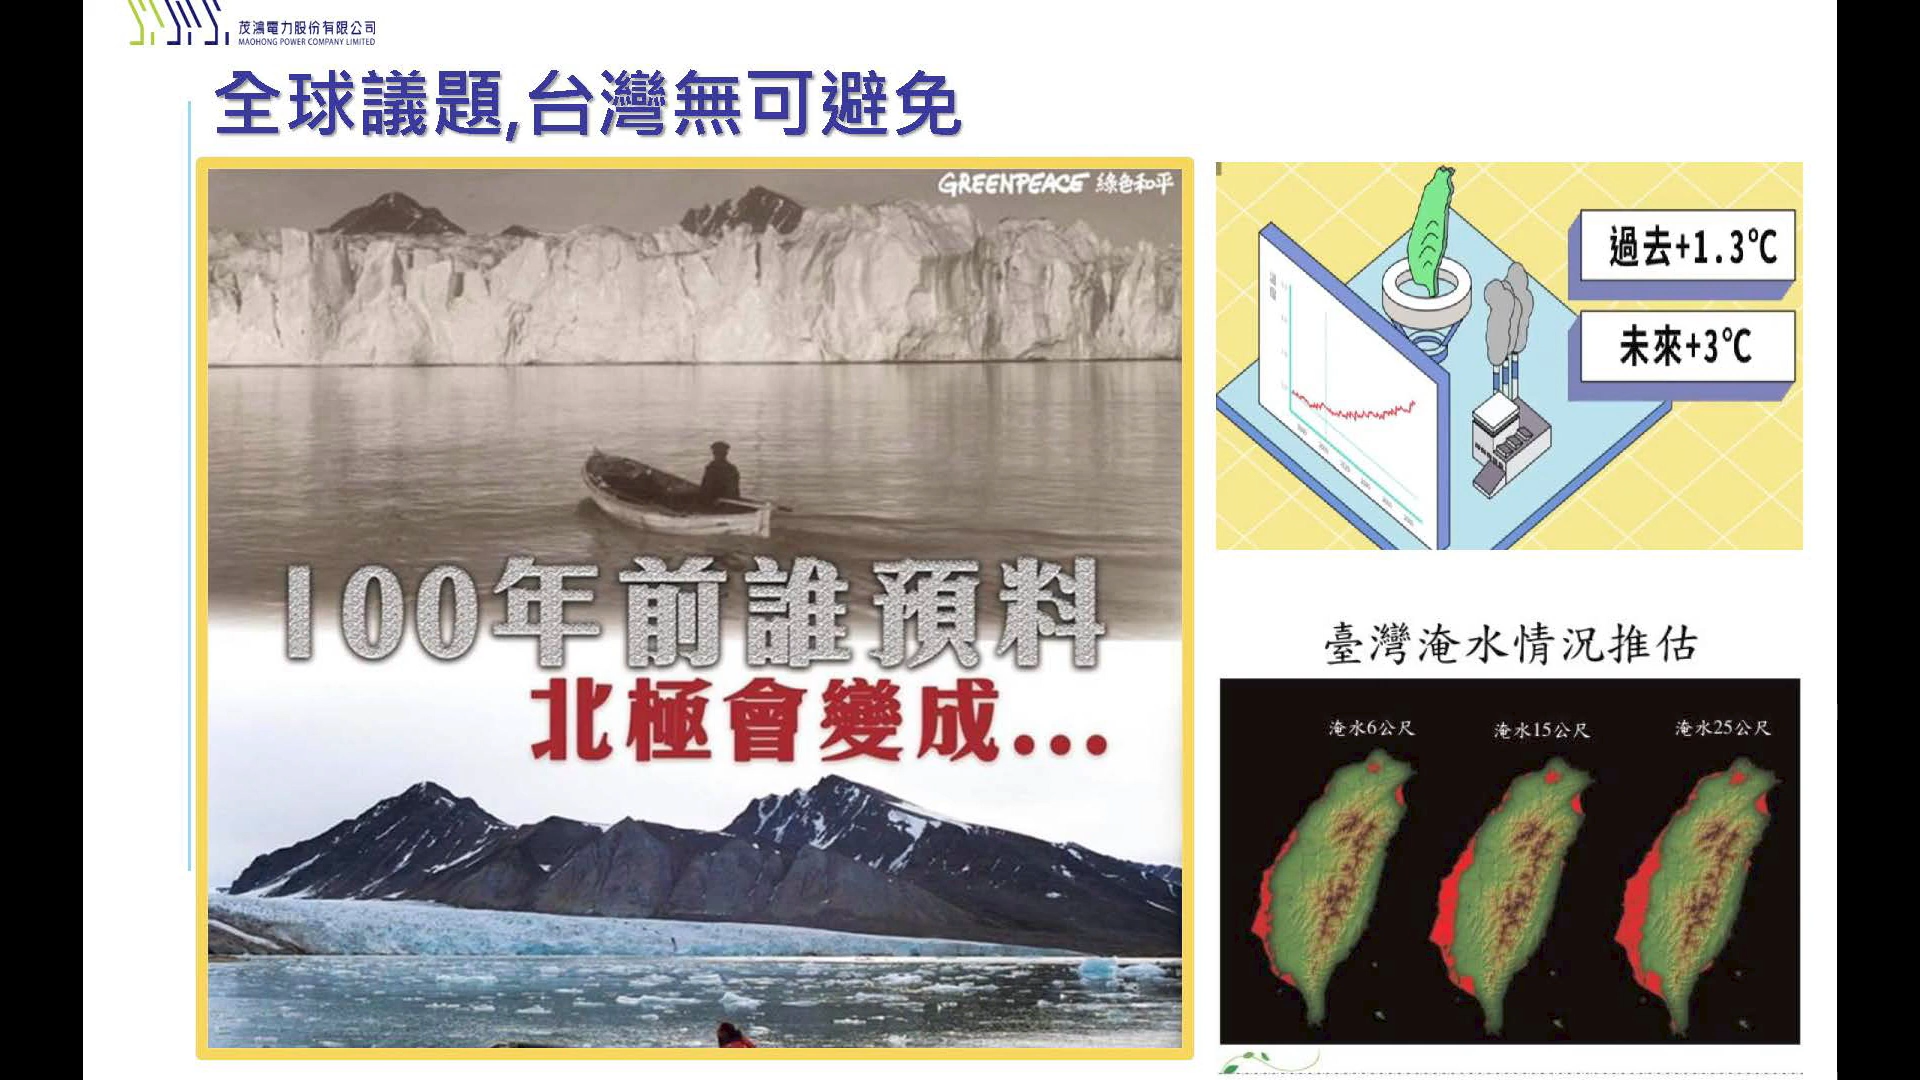 茂鴻電力股份有限公司
MAOHONG POWER COMPANY LIMITED
全球議題,台灣無可避免
GREENPEACE 綠色和平
100年前誰預料
北極會變成...
過去+1.3℃
未來+3℃
臺灣淹水情況推估
淹水6公尺
淹水15公尺
淹水25公尺